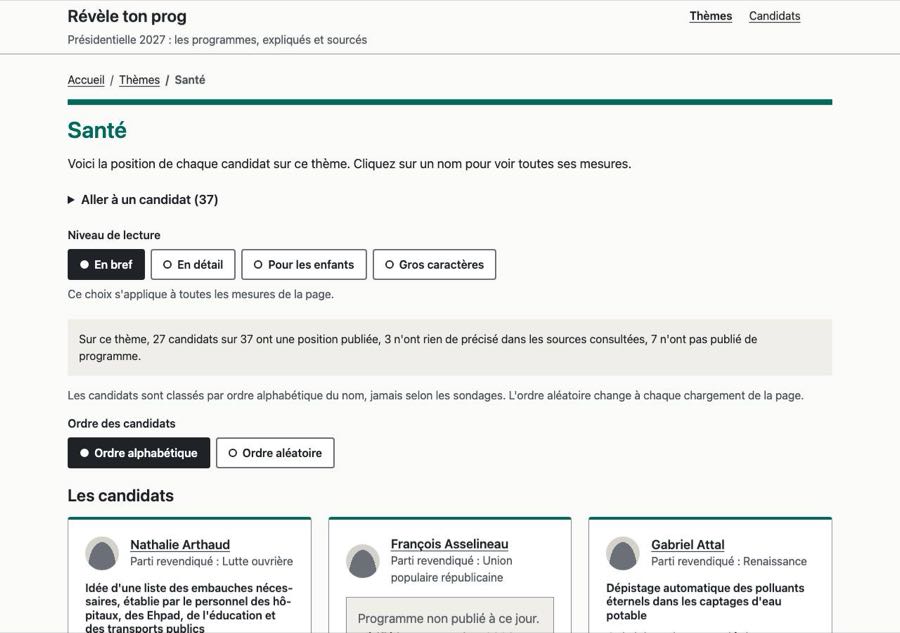 Révèle ton prog
Thèmes Candidats
Présidentielle 2027 : les programmes, expliqués et sourcés
Accueil / Thèmes / Santé
Santé
Voici la position de chaque candidat sur ce thème. Cliquez sur un nom pour voir toutes ses mesures.
Aller à un candidat (37)
Niveau de lecture
En bref En détail Pour les enfants Gros caractères
Ce choix s'applique à toutes les mesures de la page.
Sur ce thème, 27 candidats sur 37 ont une position publiée, 3 n'ont rien de précisé dans les sources consultées, 7 n'ont pas publié de
programme.
Les candidats sont classés par ordre alphabétique du nom, jamais selon les sondages. L'ordre aléatoire change à chaque chargement de la page.
Ordre des candidats
Ordre alphabétique Ordre aléatoire
Les candidats
Nathalie Arthaud
Parti revendiqué : Lutte ouvrière
Idée d'une liste des embauches néces-
saires, établie par le personnel des hô-
pitaux, des Ehpad, de l'éducation et
des transports publics
François Asselineau
Parti revendiqué : Union
populaire républicaine
Programme non publié à ce jour.
Gabriel Attal
Parti revendiqué : Renaissance
Dépistage automatique des polluants
éternels dans les captages d'eau
potable